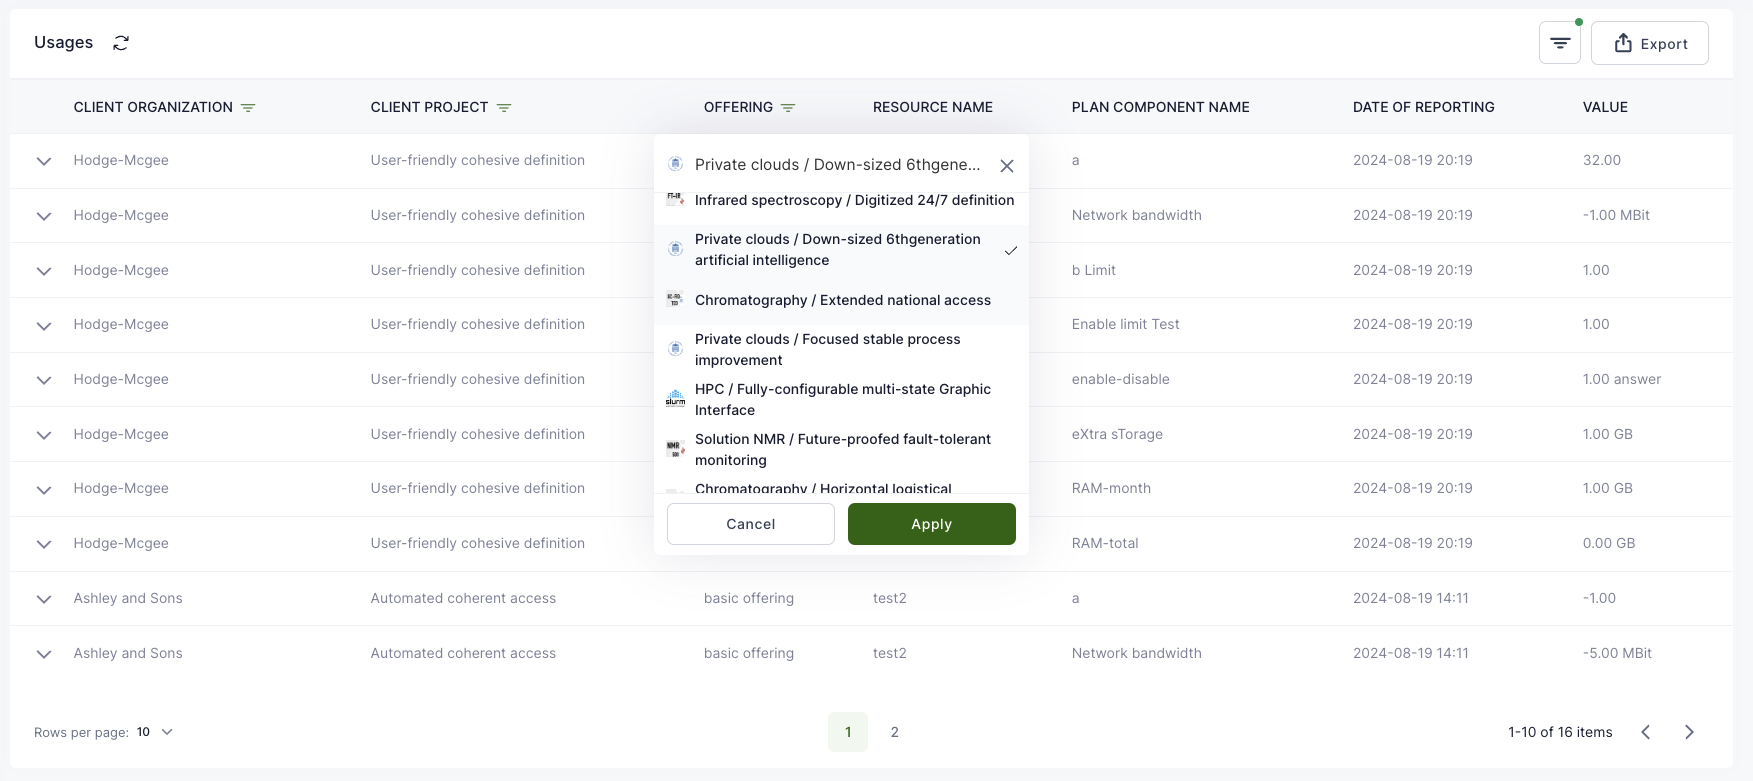 Usages
Export
CLIENT ORGANIZATION CLIENT PROJECT OFFERING RESOURCE NAME PLAN COMPONENT NAME DATE OF REPORTING VALUE
Hodge-Mcgee User-friendly cohesive definition a 2024-08-19 20:19 32.00
Hodge-Mcgee User-friendly cohesive definition Network bandwidth 2024-08-19 20:19 -1.00 MBit
Hodge-Mcgee User-friendly cohesive definition b Limit 2024-08-19 20:19 1.00
Hodge-Mcgee User-friendly cohesive definition Enable limit Test 2024-08-19 20:19 1.00
Hodge-Mcgee User-friendly cohesive definition enable-disable 2024-08-19 20:19 1.00 answer
Hodge-Mcgee User-friendly cohesive definition eXtra sTorage 2024-08-19 20:19 1.00 GB
Hodge-Mcgee User-friendly cohesive definition RAM-month 2024-08-19 20:19 1.00 GB
Hodge-Mcgee User-friendly cohesive definition RAM-total 2024-08-19 20:19 0.00 GB
Ashley and Sons Automated coherent access basic offering test2 a 2024-08-19 14:11 -1.00
Ashley and Sons Automated coherent access basic offering test2 Network bandwidth 2024-08-19 14:11 -5.00 MBit
Private clouds / Down-sized 6thgene...
Infrared spectroscopy / Digitized 24/7 definition
Private clouds / Down-sized 6thgeneration
artificial intelligence
Chromatography / Extended national access
Private clouds / Focused stable process
improvement
slurm
HPC / Fully-configurable multi-state Graphic
Interface
NMR
Solution NMR / Future-proofed fault-tolerant
monitoring
Chromatography / Horizontal logistical
Cancel
Apply
Rows per page: 10
1 2
1-10 of 16 items